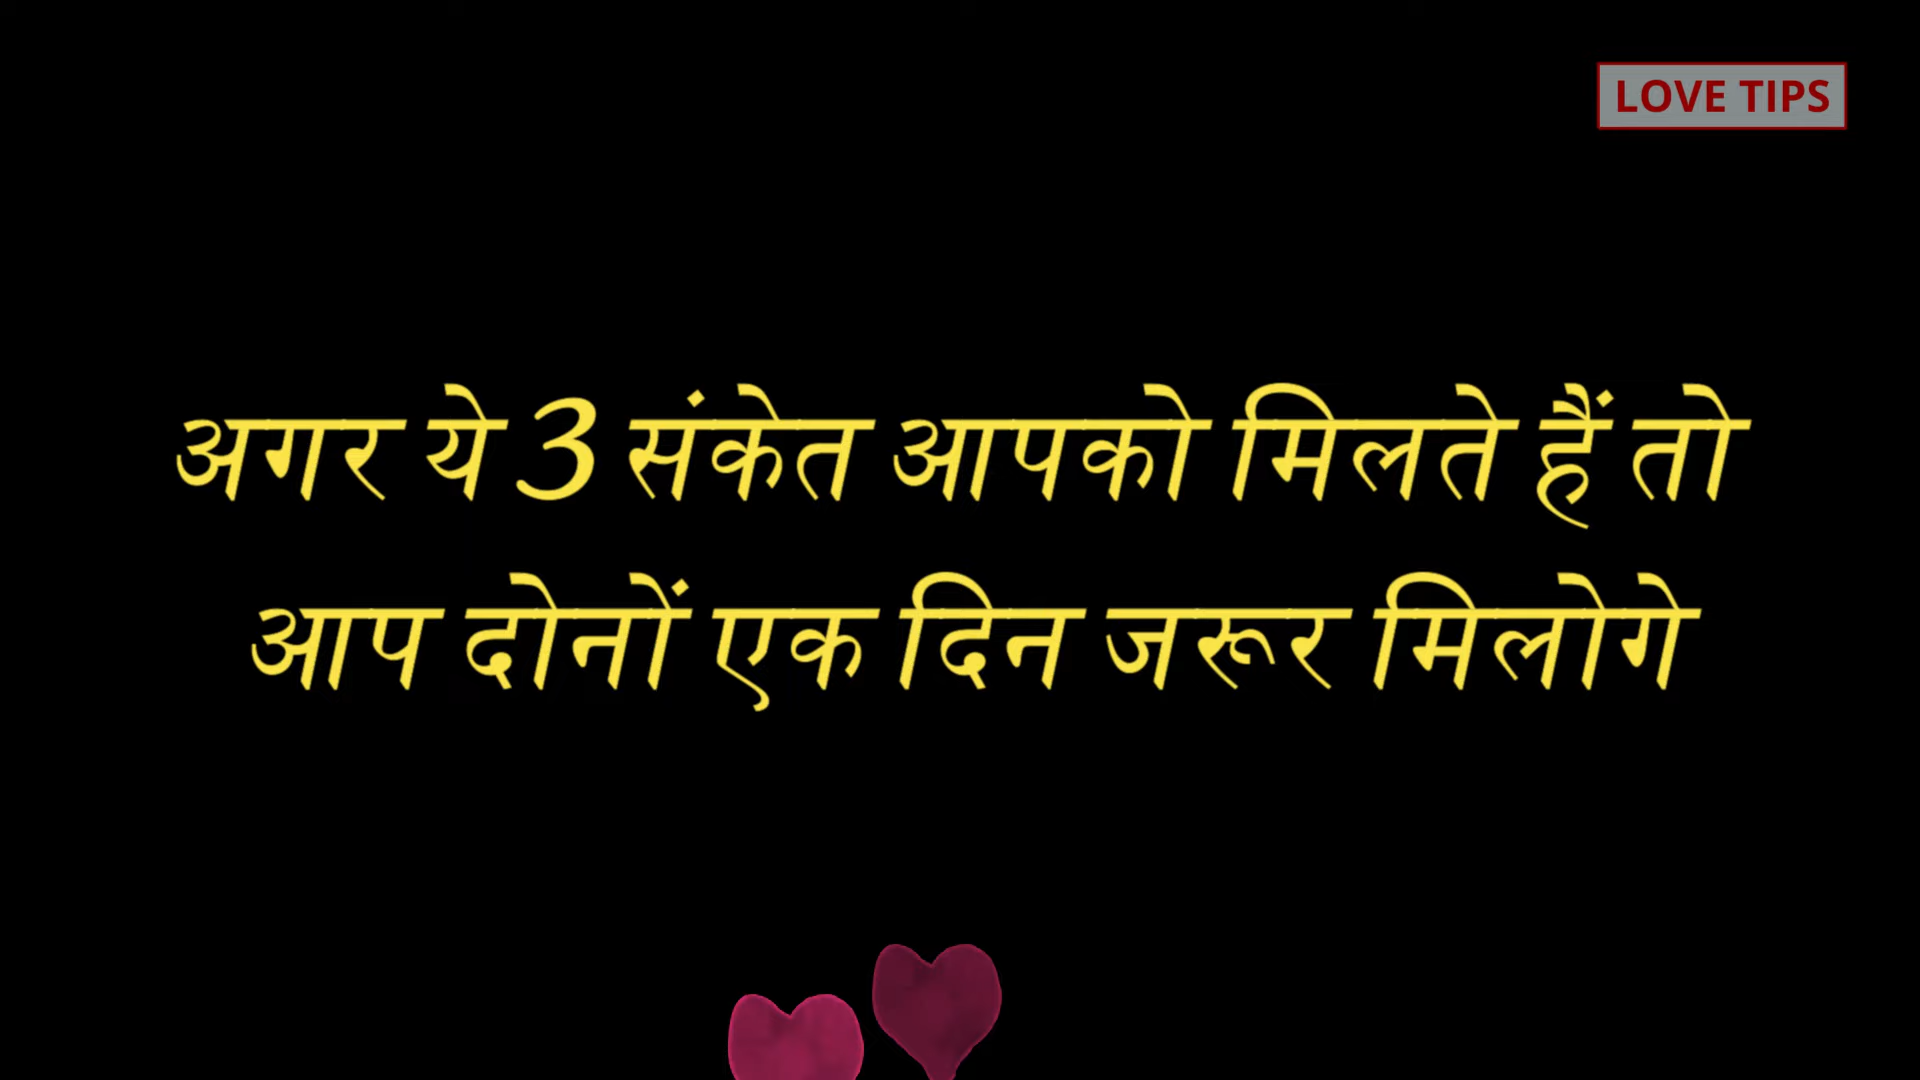 LOVE TIPS
अगर ये 3 संकेत आपको मिलते हैं तो
आप दोनों एक दिन जरूर मिलोगे